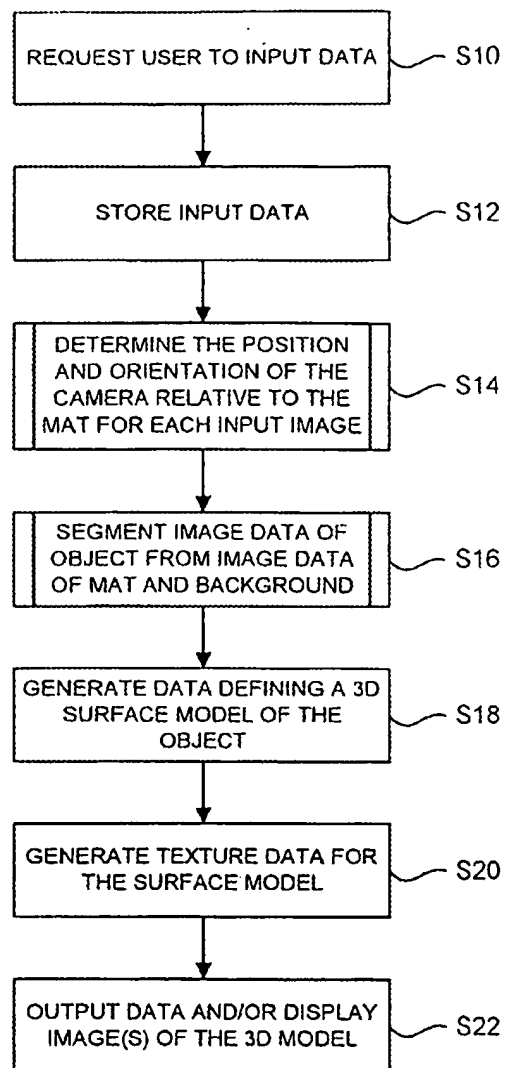 REQUEST USER TO INPUT DATA
S10
STORE INPUT DATA
S12
DETERMINE THE POSITION
AND ORIENTATION OF THE
CAMERA RELATIVE TO THE
MAT FOR EACH INPUT IMAGE
S14
SEGMENT IMAGE DATA OF
OBJECT FROM IMAGE DATA
OF MAT AND BACKGROUND
S16
GENERATE DATA DEFINING A 3D
SURFACE MODEL OF THE
OBJECT
S18
GENERATE TEXTURE DATA FOR
THE SURFACE MODEL
S20
OUTPUT DATA AND/OR DISPLAY
IMAGE(S) OF THE 3D MODEL
S22